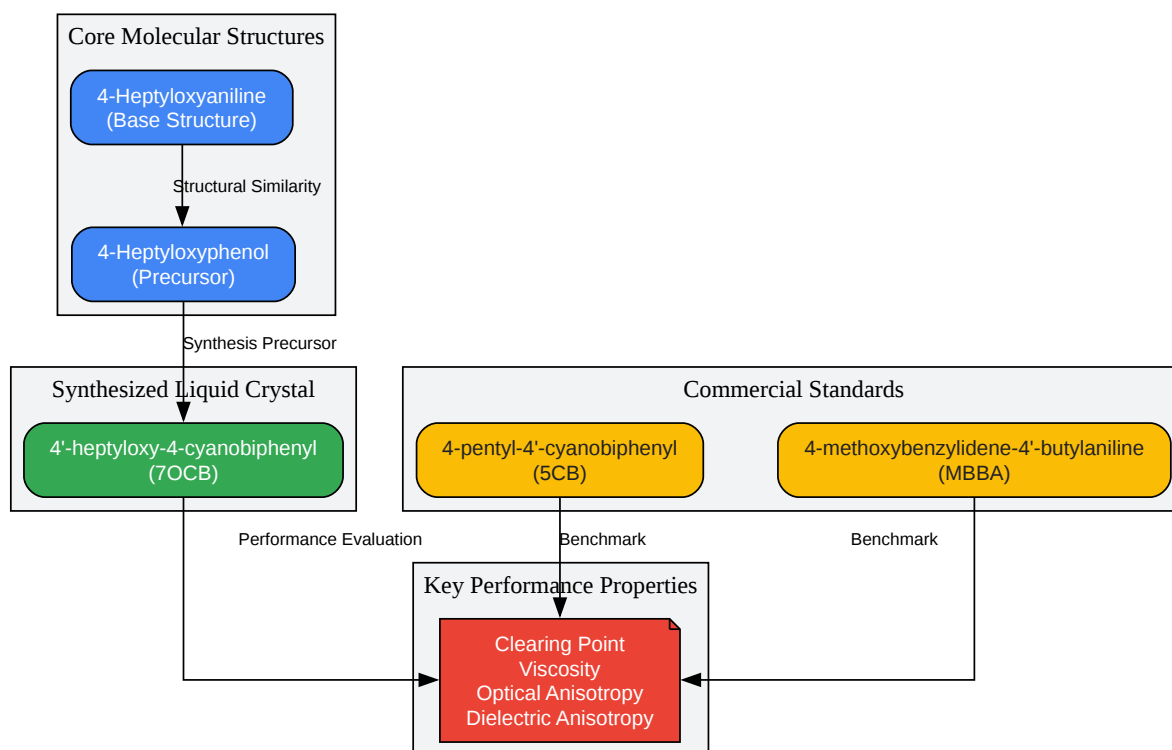 Core Molecular Structures
4-Heptyloxyaniline
(Base Structure)
Structural Similarity
4-Heptyloxyphenol
(Precursor)
Synthesis Precursor
Synthesized Liquid Crystal
4'-heptyloxy-4-cyanobiphenyl
(7OCB)
Commercial Standards
4-pentyl-4'-cyanobiphenyl
(5CB)
4-methoxybenzylidene-4'-butylaniline
(MBBA)
Performance Evaluation
Benchmark
Benchmark
Key Performance Properties
Clearing Point
Viscosity
Optical Anisotropy
Dielectric Anisotropy